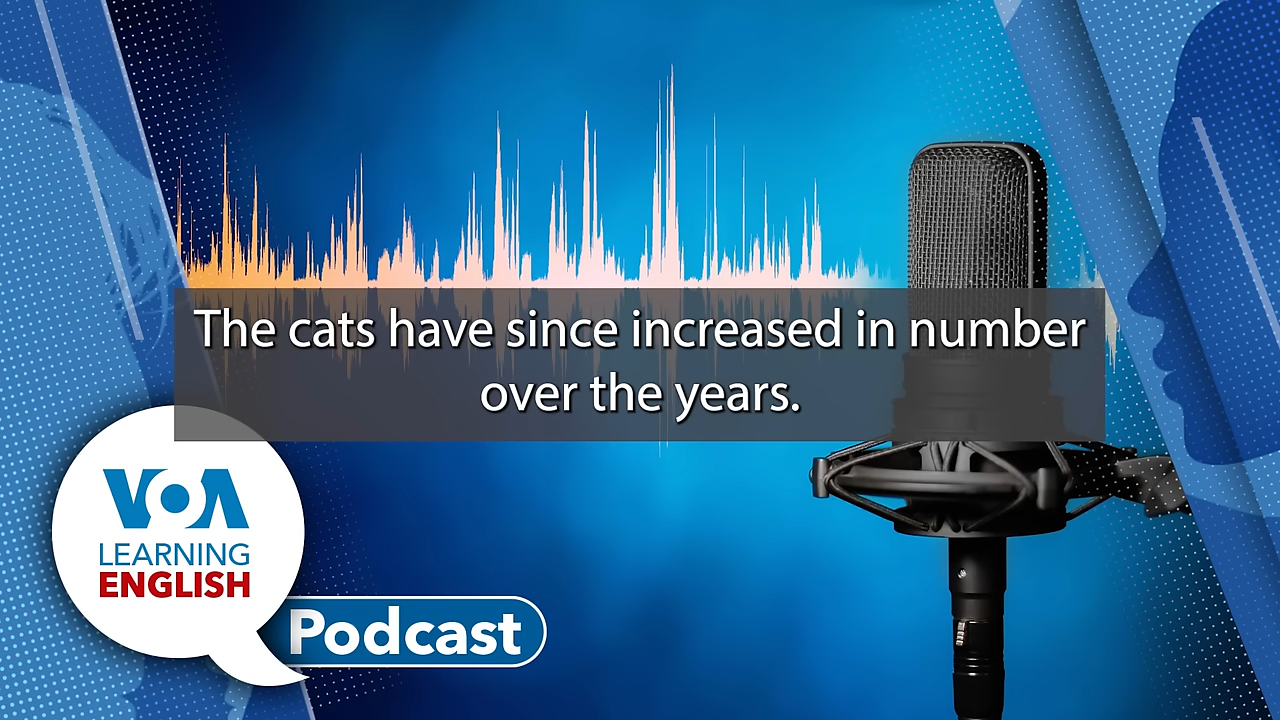 The cats have since increased in number
over the years.
VOA
LEARNING
ENGLISH
Podcast